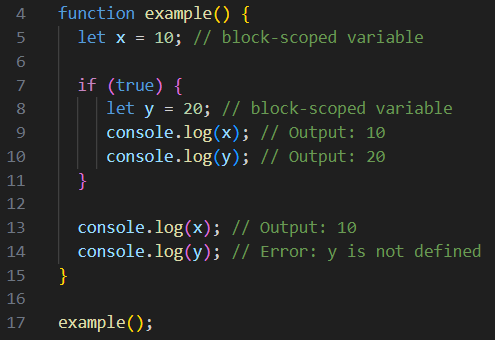 4 function example() {
5 let x = 10; // block-scoped variable
6
7 if (true) {
8 let y = 20; // block-scoped variable
9 console.log(x); // Output: 10
10 console.log(y); // Output: 20
11 }
12
13 console.log(x); // Output: 10
14 console.log(y); // Error: y is not defined
15 }
16
17 example();